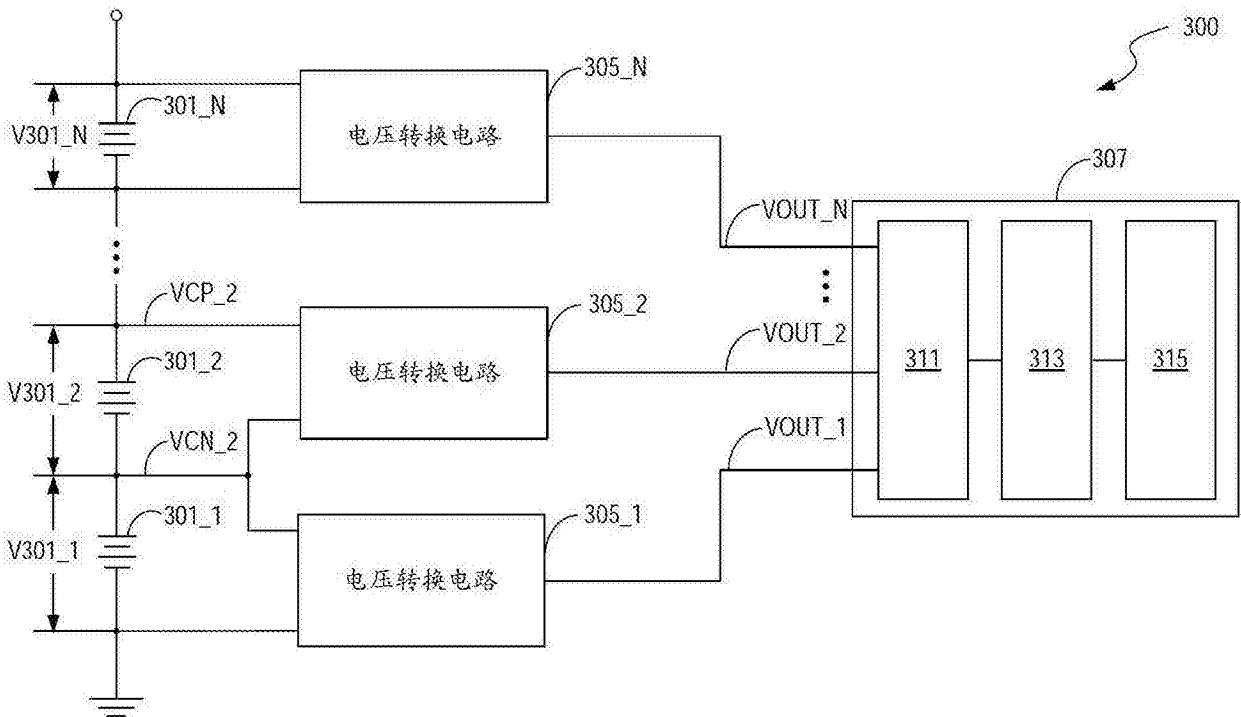 300
305_N
301_N
V301_N
电压转换电路
307
VOUT_N
VCP_2
305_2
VOUT_2
301_2
V301_2
电压转换电路
311
313
315
VCN_2
VOUT_1
305_1
301_1
V301_1
电压转换电路